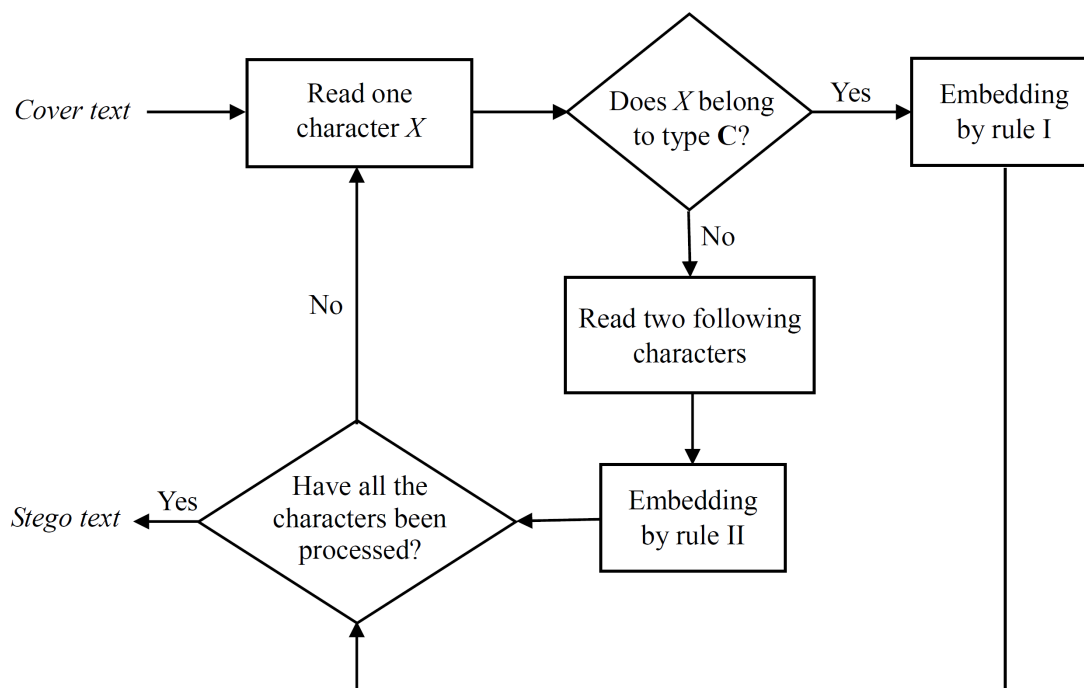 Cover text
Read one
character X
Does X belong
to type C?
Yes
Embedding
by rule I
No
Read two following
characters
Embedding
by rule II
Have all the
characters been
processed?
No
Yes
Stego text